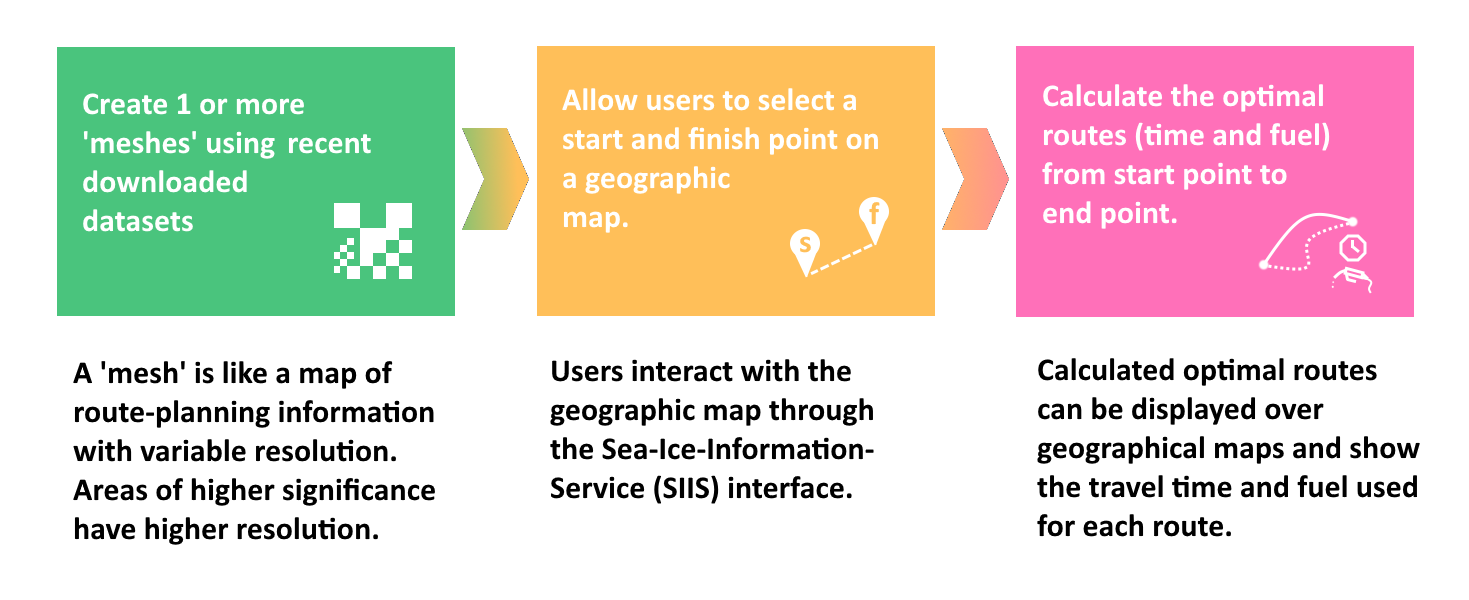 Create 1 or more
'meshes' using recent
downloaded
datasets
Allow users to select a
start and finish point on
a geographic
map.
s
f
Calculate the optimal
routes (time and fuel)
from start point to
end point.
A 'mesh' is like a map of
route-planning information
with variable resolution.
Areas of higher significance
have higher resolution.
Users interact with the
geographic map through
the Sea-Ice-Information-
Service (SIIS) interface.
Calculated optimal routes
can be displayed over
geographical maps and show
the travel time and fuel used
for each route.